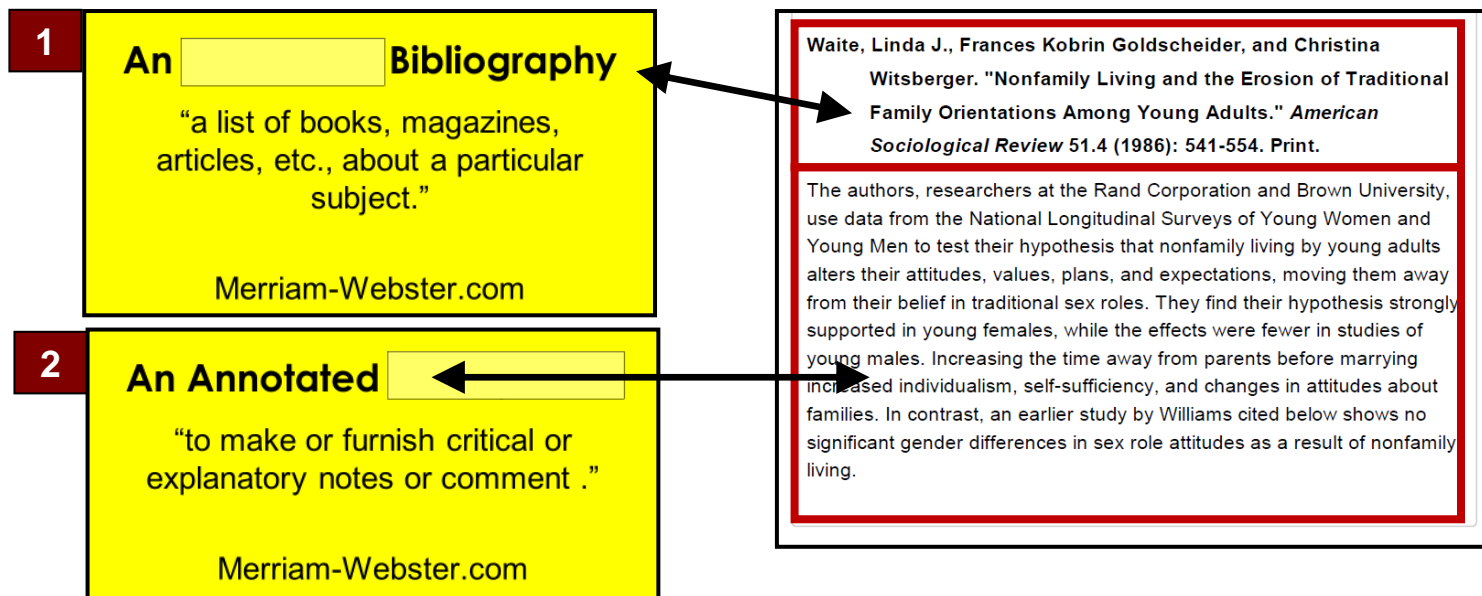 1
An Bibliography
“a list of books, magazines,
articles, etc., about a particular
subject.”
Merriam-Webster.com
2
An Annotated
“to make or furnish critical or
explanatory notes or comment .”
Merriam-Webster.com
Waite, Linda J., Frances Kobrin Goldscheider, and Christina
Witsberger. "Nonfamily Living and the Erosion of Traditional
Family Orientations Among Young Adults." American
Sociological Review 51.4 (1986): 541-554. Print.
The authors, researchers at the Rand Corporation and Brown University,
use data from the National Longitudinal Surveys of Young Women and
Young Men to test their hypothesis that nonfamily living by young adults
alters their attitudes, values, plans, and expectations, moving them away
from their belief in traditional sex roles. They find their hypothesis strongly
supported in young females, while the effects were fewer in studies of
young males. Increasing the time away from parents before marrying
increased individualism, self-sufficiency, and changes in attitudes about
families. In contrast, an earlier study by Williams cited below shows no
significant gender differences in sex role attitudes as a result of nonfamily
living.